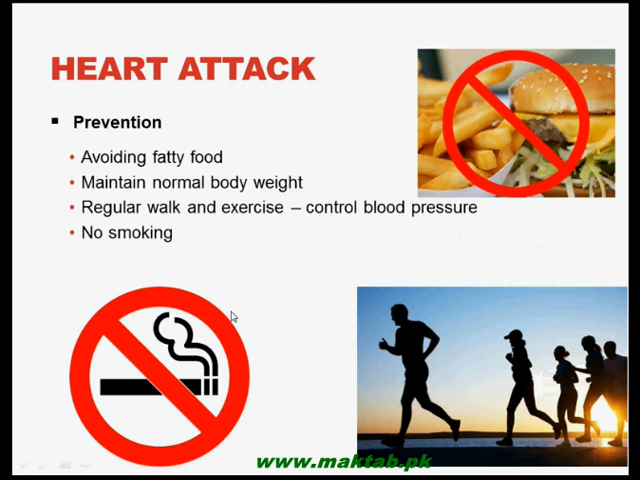 HEART ATTACK
Prevention
Avoiding fatty food
Maintain normal body weight
Regular walk and exercise – control blood pressure
No smoking
www.maktab.pk